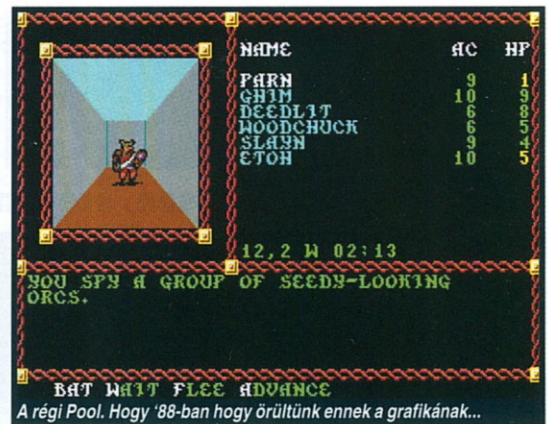 NAME AC HP
PARN 9 1
GHIM 10 9
DEEDLIT 6 8
WOODCHUCK 6 5
SLAYN 9 4
ETOH 10 5
12,2 W 02:13
YOU SPY A GROUP OF SEEDY-LOOKING
ORCS.
BAT WAIT FLEE ADVANCE
A régi Pool. Hogy '88-ban hogy örültünk ennek a grafikának...